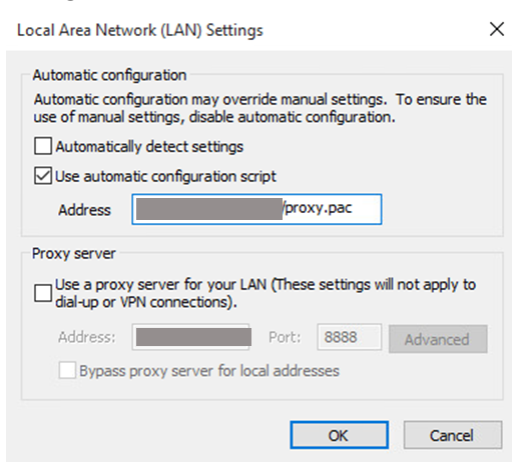 Local Area Network (LAN) Settings
Automatic configuration
Automatic configuration may override manual settings. To ensure the
use of manual settings, disable automatic configuration.
Automatically detect settings
Use automatic configuration script
Address /proxy.pac
Proxy server
Use a proxy server for your LAN (These settings will not apply to
dial-up or VPN connections).
Address: Port: 8888 Advanced
Bypass proxy server for local addresses
OK Cancel